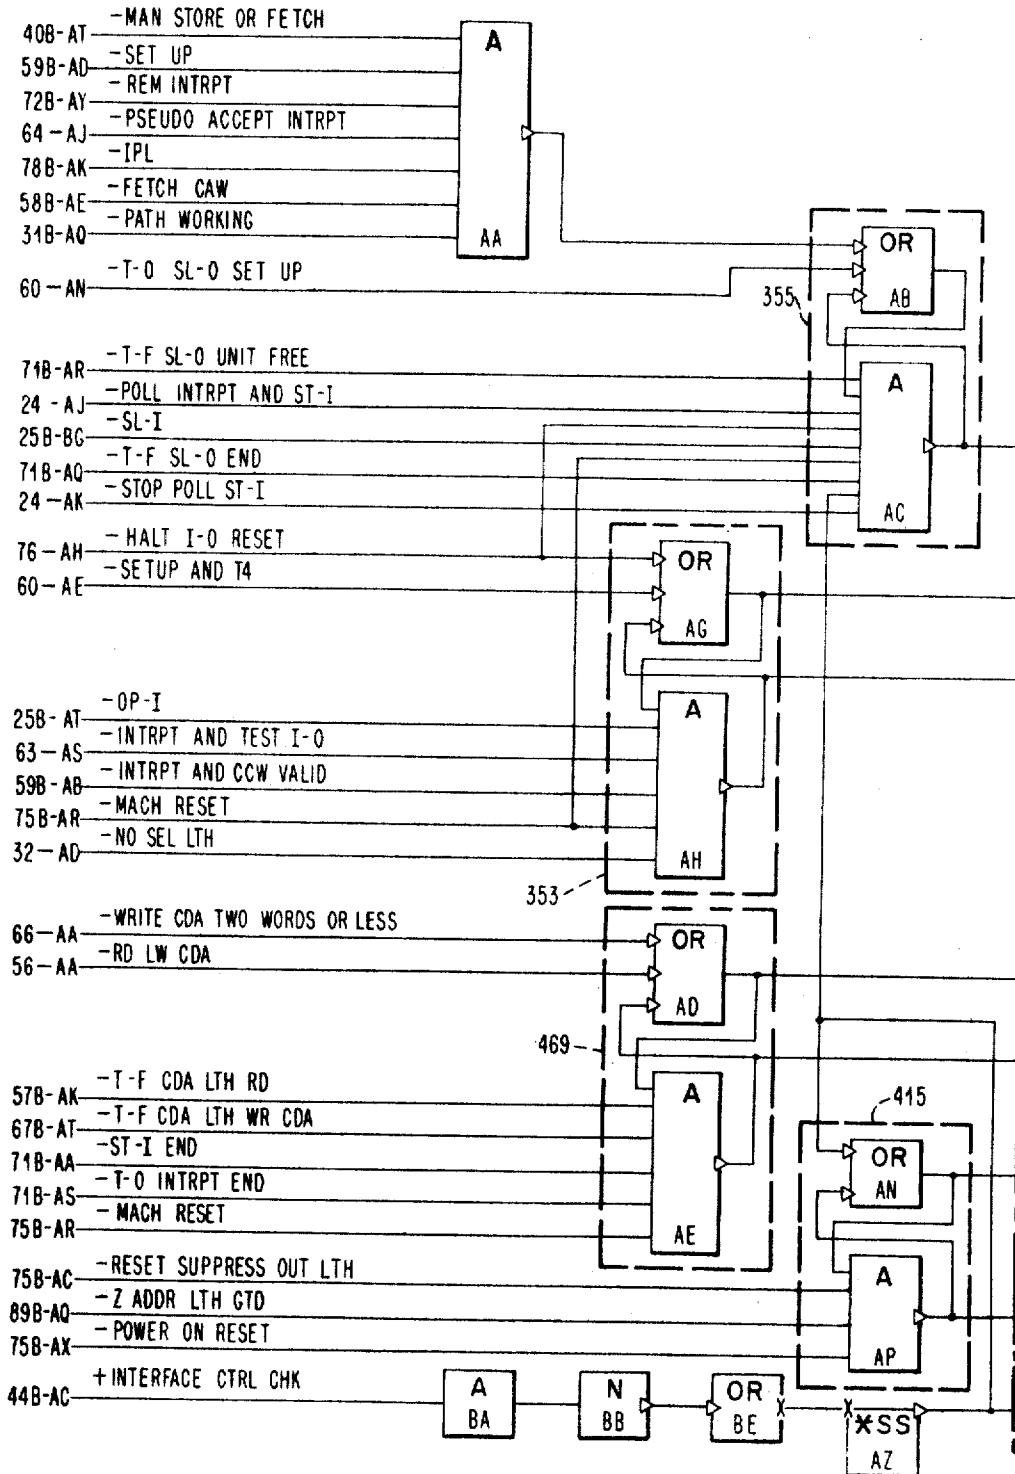 -MAN STORE OR FETCH
40B-AT
A
-SET UP
59B-AD
-REM INTRPT
72B-AY
-PSEUDO ACCEPT INTRPT
64-AJ
-IPL
78B-AK
-FETCH CAW
58B-AE
-PATH WORKING
31B-AQ
AA
OR
-T-O SL-O SET UP
60-AN
AB
355
-T-F SL-O UNIT FREE
71B-AR
A
-POLL INTRPT AND ST-I
24-AJ
-SL-I
25B-BG
-T-F SL-O END
71B-AQ
-STOP POLL ST-I
24-AK
AC
-HALT I-O RESET
76-AH
OR
-SETUP AND T4
60-AE
AG
-OP-I
25B-AT
A
-INTRPT AND TEST I-O
63-AS
-INTRPT AND CCW VALID
59B-AB
-MACH RESET
75B-AR
-NO SEL LTH
32-AD
AH
353
-WRITE CDA TWO WORDS OR LESS
66-AA
OR
-RD LW CDA
56-AA
AD
469
-T-F CDA LTH RD
57B-AK
A
-T-F CDA LTH WR CDA
67B-AT
415
-ST-I END
71B-AA
OR
-T-O INTRPT END
71B-AS
AN
-MACH RESET
75B-AR
AE
-RESET SUPPRESS OUT LTH
75B-AC
A
-Z ADDR LTH GTD
89B-AQ
-POWER ON RESET
75B-AX
AP
+INTERFACE CTRL CHK
44B-AC
A
BA
N
BB
OR
BE
*SS
AZ